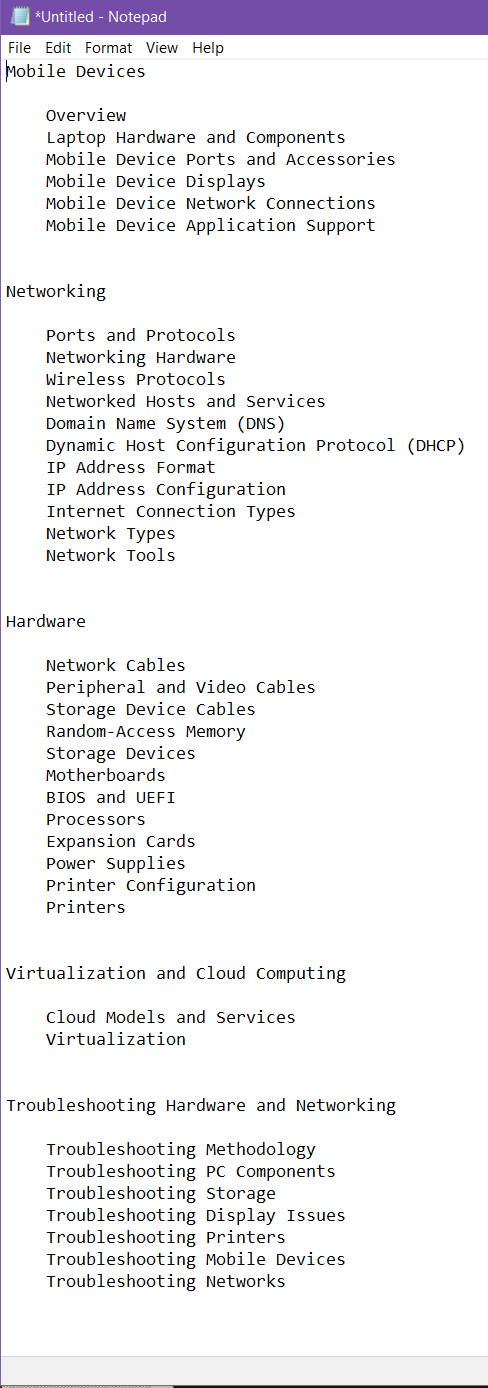 *Untitled - Notepad
File Edit Format View Help
Mobile Devices
Overview
Laptop Hardware and Components
Mobile Device Ports and Accessories
Mobile Device Displays
Mobile Device Network Connections
Mobile Device Application Support
Networking
Ports and Protocols
Networking Hardware
Wireless Protocols
Networked Hosts and Services
Domain Name System (DNS)
Dynamic Host Configuration Protocol (DHCP)
IP Address Format
IP Address Configuration
Internet Connection Types
Network Types
Network Tools
Hardware
Network Cables
Peripheral and Video Cables
Storage Device Cables
Random-Access Memory
Storage Devices
Motherboards
BIOS and UEFI
Processors
Expansion Cards
Power Supplies
Printer Configuration
Printers
Virtualization and Cloud Computing
Cloud Models and Services
Virtualization
Troubleshooting Hardware and Networking
Troubleshooting Methodology
Troubleshooting PC Components
Troubleshooting Storage
Troubleshooting Display Issues
Troubleshooting Printers
Troubleshooting Mobile Devices
Troubleshooting Networks